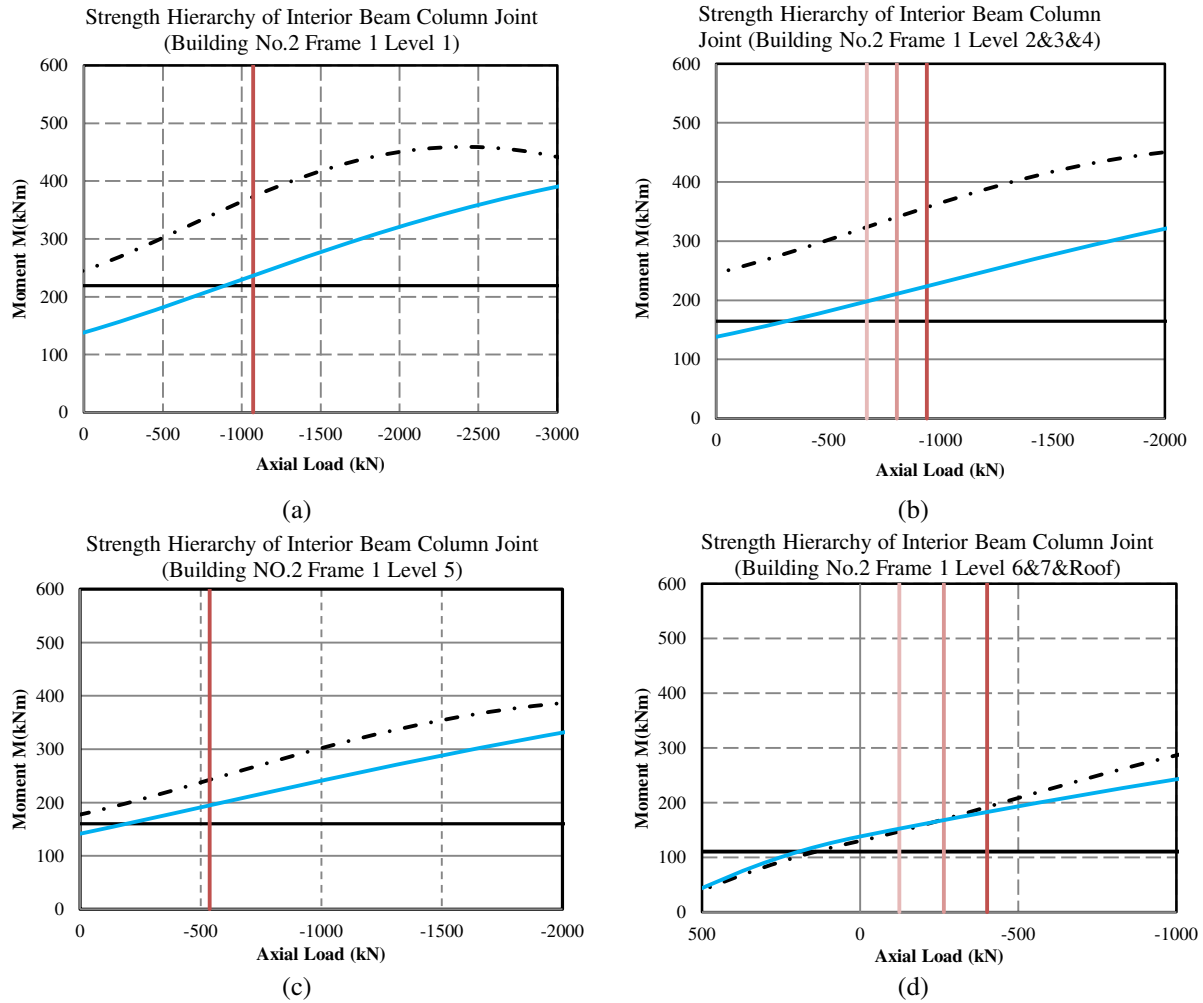 Strength Hierarchy of Interior Beam Column Joint
(Building No.2 Frame 1 Level 1)
600
500
400
300
200
100
0
Moment M(kNm)
0 -500 -1000 -1500 -2000 -2500 -3000
Axial Load (kN)
(a)
Strength Hierarchy of Interior Beam Column
Joint (Building No.2 Frame 1 Level 2&3&4)
600
500
400
300
200
100
0
Moment M(kNm)
0 -500 -1000 -1500 -2000
Axial Load (kN)
(b)
Strength Hierarchy of Interior Beam Column Joint
(Building NO.2 Frame 1 Level 5)
600
500
400
300
200
100
0
Moment M(kNm)
0 -500 -1000 -1500 -2000
Axial Load (kN)
(c)
Strength Hierarchy of Interior Beam Column Joint
(Building No.2 Frame 1 Level 6&7&Roof)
600
500
400
300
200
100
0
Moment M(kNm)
500 0 -500 -1000
Axial Load (kN)
(d)